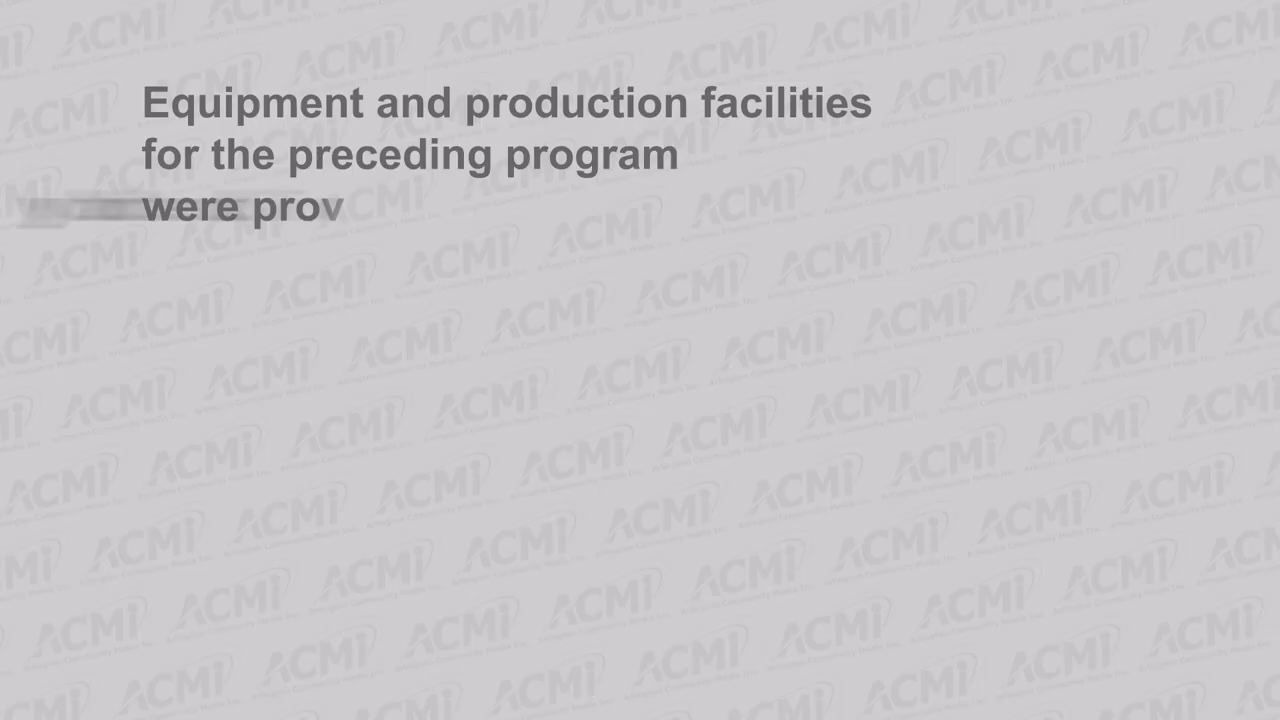 Equipment and production facilities
for the preceding program
were prov